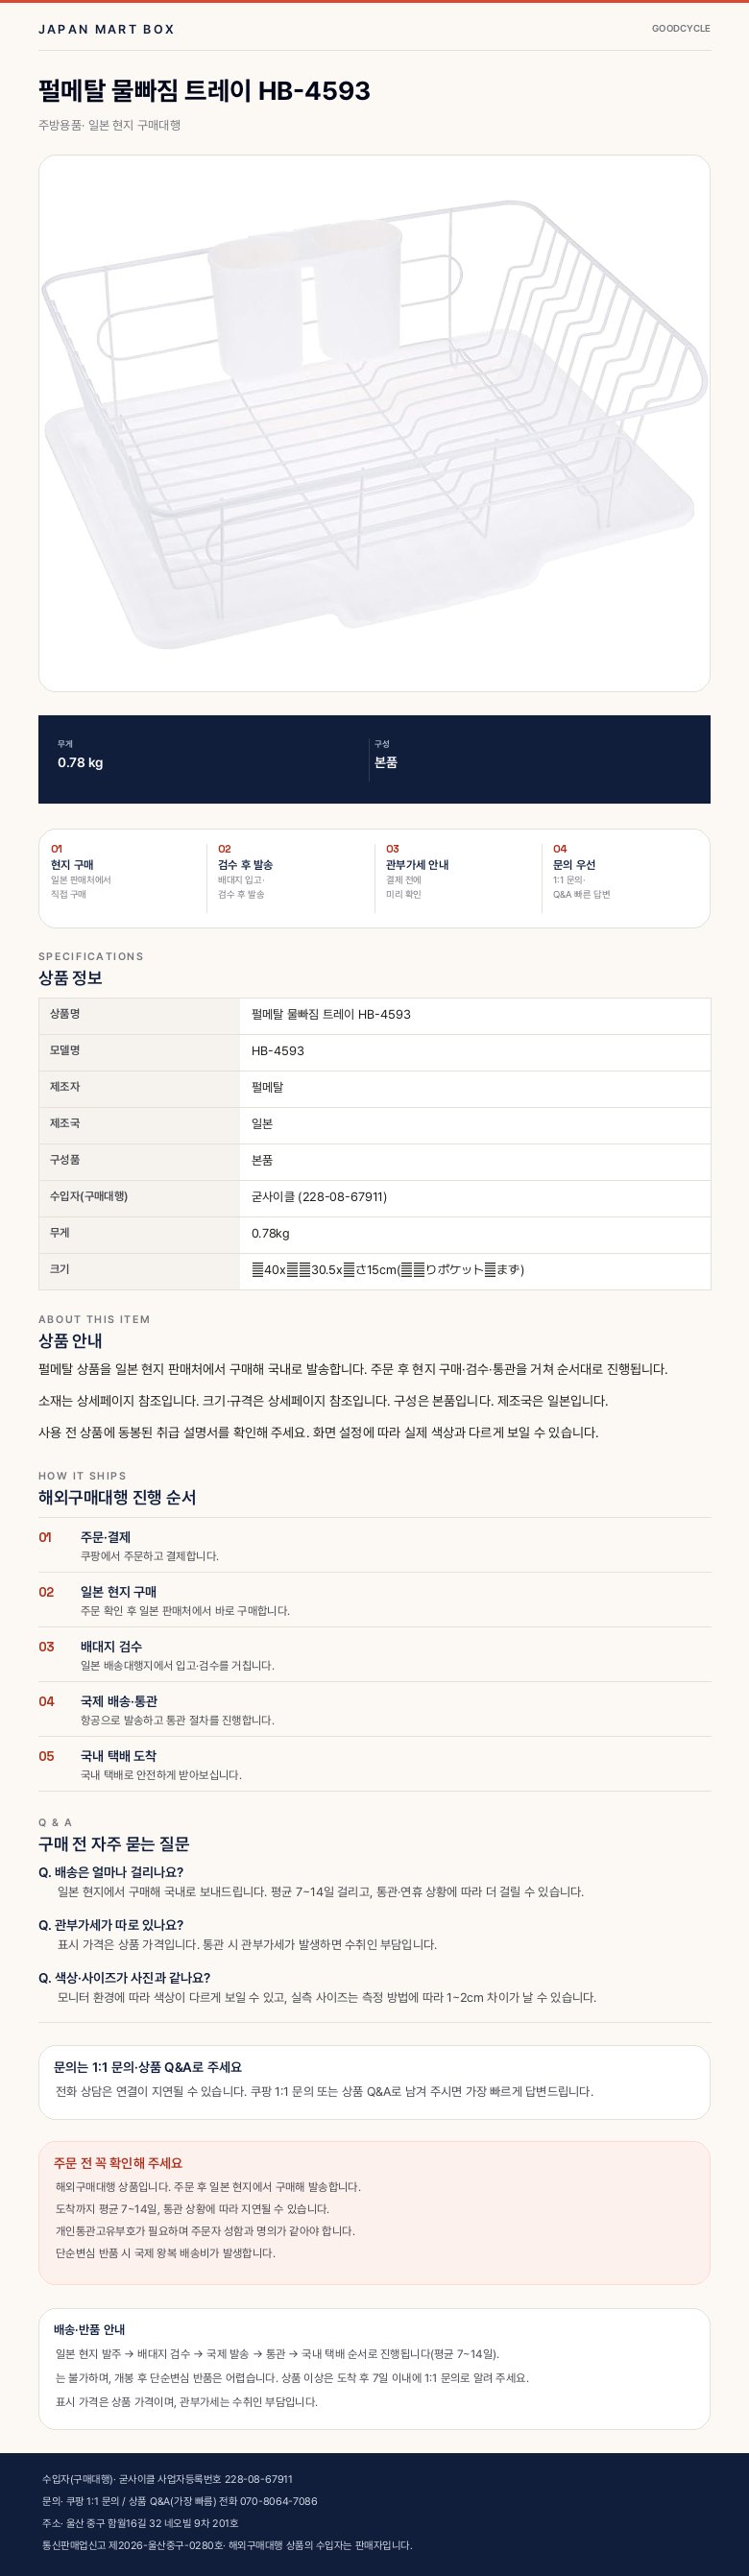 JAPAN MART BOX
GOODCYCLE
펄메탈 물빠짐 트레이 HB-4593
주방용품· 일본 현지 구매대행
무게
0.78 kg
구성
본품
01
현지 구매
일본 판매처에서
직접 구매
02
검수 후 발송
배대지 입고·
검수 후 발송
03
관부가세 안내
결제 전에
미리 확인
04
문의 우선
1:1 문의·
Q&A 빠른 답변
SPECIFICATIONS
상품 정보
상품명 펄메탈 물빠짐 트레이 HB-4593
모델명 HB-4593
제조자 펄메탈
제조국 일본
구성품 본품
수입자(구매대행) 굳사이클 (228-08-67911)
무게 0.78kg
크기 40x 30.5x さ15cm( りポケット まず)
ABOUT THIS ITEM
상품 안내
펄메탈 상품을 일본 현지 판매처에서 구매해 국내로 발송합니다. 주문 후 현지 구매·검수·통관을 거쳐 순서대로 진행됩니다.
소재는 상세페이지 참조입니다. 크기·규격은 상세페이지 참조입니다. 구성은 본품입니다. 제조국은 일본입니다.
사용 전 상품에 동봉된 취급 설명서를 확인해 주세요. 화면 설정에 따라 실제 색상과 다르게 보일 수 있습니다.
HOW IT SHIPS
해외구매대행 진행 순서
01 주문·결제
쿠팡에서 주문하고 결제합니다.
02 일본 현지 구매
주문 확인 후 일본 판매처에서 바로 구매합니다.
03 배대지 검수
일본 배송대행지에서 입고·검수를 거칩니다.
04 국제 배송·통관
항공으로 발송하고 통관 절차를 진행합니다.
05 국내 택배 도착
국내 택배로 안전하게 받아보십니다.
Q & A
구매 전 자주 묻는 질문
Q. 배송은 얼마나 걸리나요?
일본 현지에서 구매해 국내로 보내드립니다. 평균 7~14일 걸리고, 통관·연휴 상황에 따라 더 걸릴 수 있습니다.
Q. 관부가세가 따로 있나요?
표시 가격은 상품 가격입니다. 통관 시 관부가세가 발생하면 수취인 부담입니다.
Q. 색상·사이즈가 사진과 같나요?
모니터 환경에 따라 색상이 다르게 보일 수 있고, 실측 사이즈는 측정 방법에 따라 1~2cm 차이가 날 수 있습니다.
문의는 1:1 문의·상품 Q&A로 주세요
전화 상담은 연결이 지연될 수 있습니다. 쿠팡 1:1 문의 또는 상품 Q&A로 남겨 주시면 가장 빠르게 답변드립니다.
주문 전 꼭 확인해 주세요
해외구매대행 상품입니다. 주문 후 일본 현지에서 구매해 발송합니다.
도착까지 평균 7~14일, 통관 상황에 따라 지연될 수 있습니다.
개인통관고유부호가 필요하며 주문자 성함과 명의가 같아야 합니다.
단순변심 반품 시 국제 왕복 배송비가 발생합니다.
배송·반품 안내
일본 현지 발주 → 배대지 검수 → 국제 발송 → 통관 → 국내 택배 순서로 진행됩니다(평균 7~14일).
는 불가하며, 개봉 후 단순변심 반품은 어렵습니다. 상품 이상은 도착 후 7일 이내에 1:1 문의로 알려 주세요.
표시 가격은 상품 가격이며, 관부가세는 수취인 부담입니다.
수입자(구매대행)· 굳사이클 사업자등록번호 228-08-67911
문의· 쿠팡 1:1 문의 / 상품 Q&A(가장 빠름) 전화 070-8064-7086
주소· 울산 중구 함월16길 32 네오빌 9차 201호
통신판매업신고 제2026-울산중구-0280호· 해외구매대행 상품의 수입자는 판매자입니다.